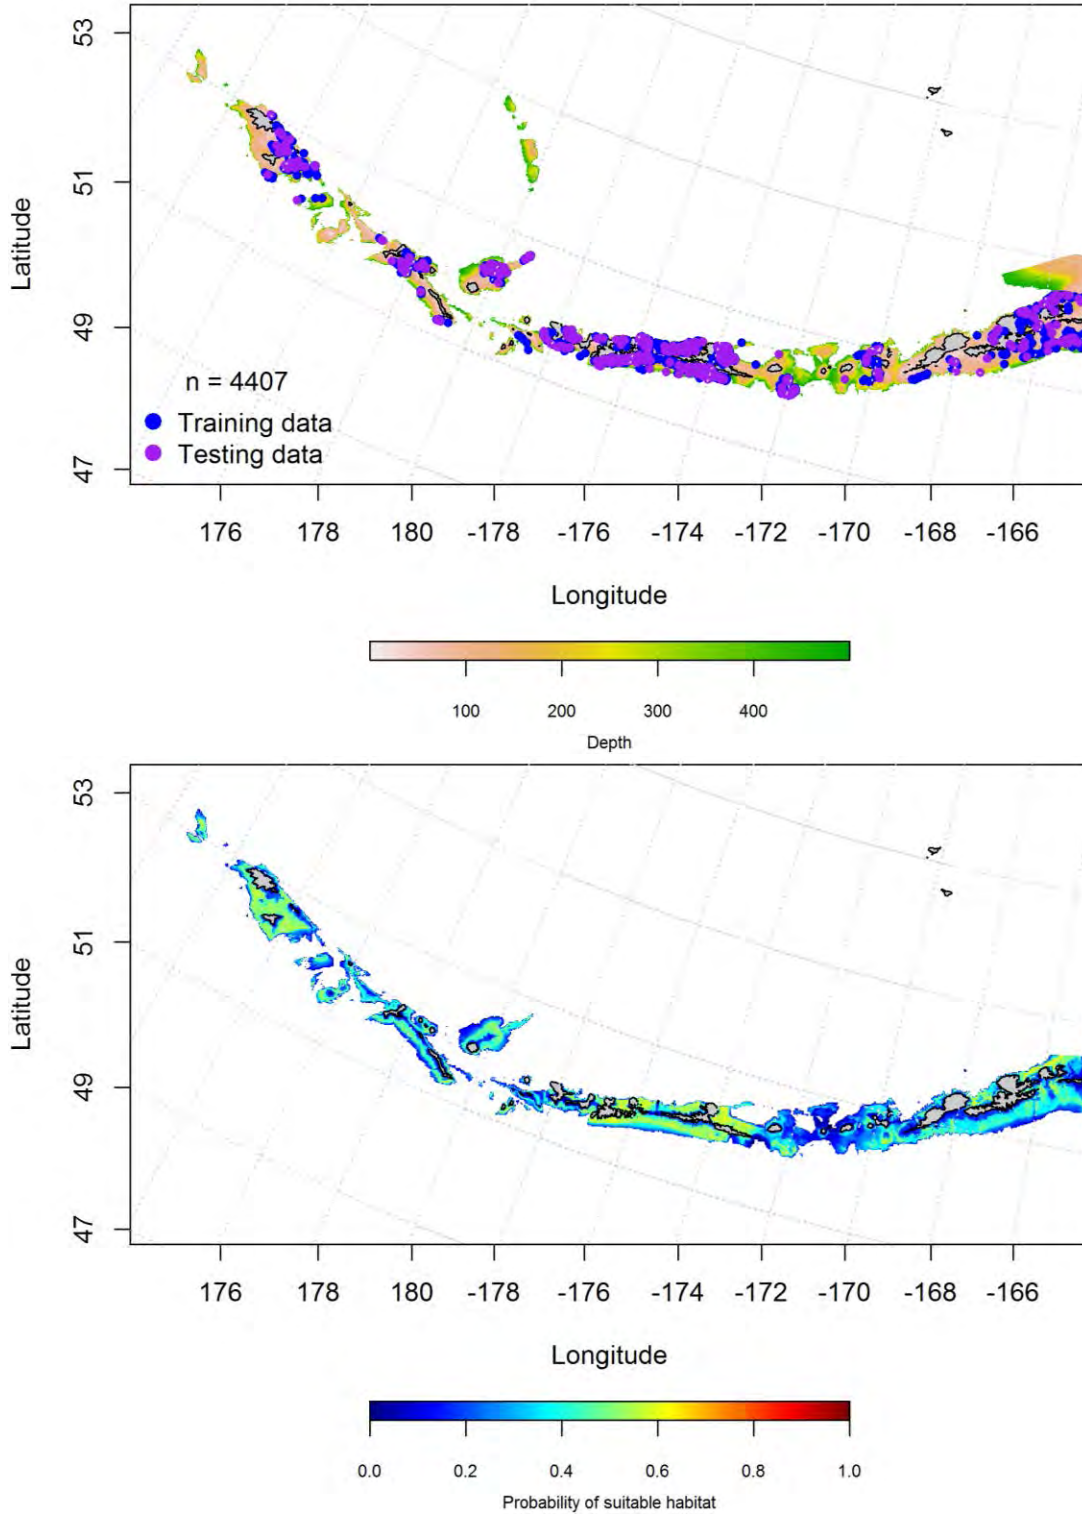 53
51
49
47
Latitude
n = 4407
Training data
Testing data
176 178 180 -178 -176 -174 -172 -170 -168 -166
Longitude
100 200 300 400
Depth
53
51
49
47
Latitude
176 178 180 -178 -176 -174 -172 -170 -168 -166
Longitude
0.0 0.2 0.4 0.6 0.8 1.0
Probability of suitable habitat